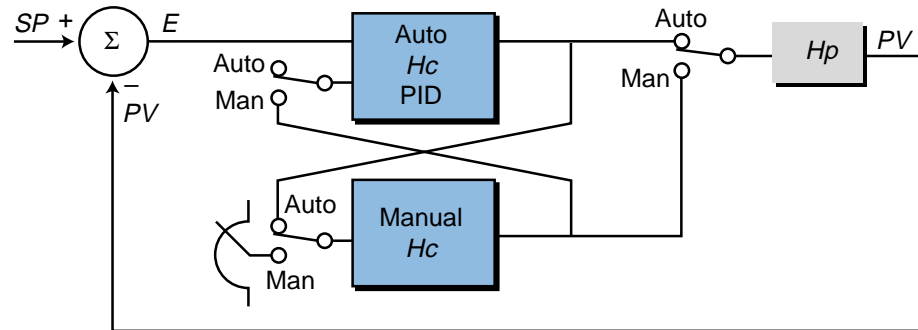 SP + Σ E
− PV
Auto
Man
Auto
Hc
PID
Auto
Man
Hp PV
Auto
Man
Manual
Hc